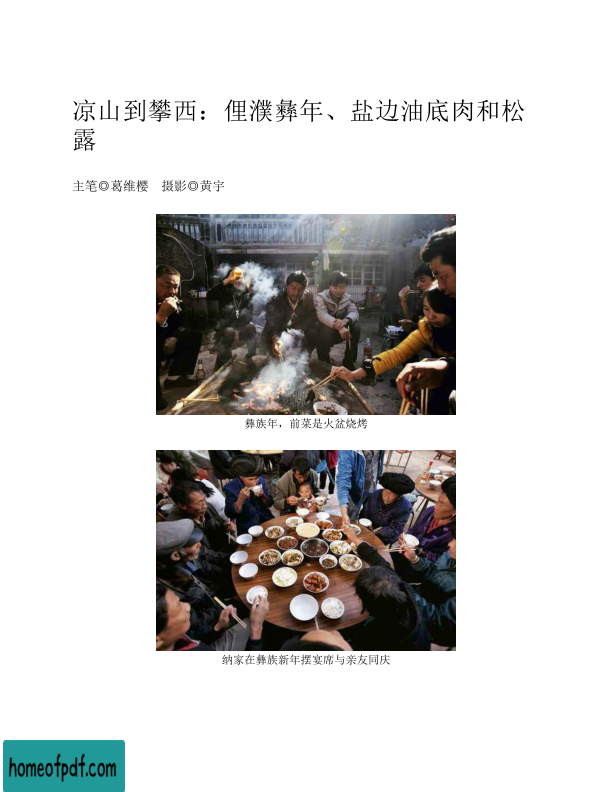 凉山到攀西：俚濮彝年、盐边油底肉和松
露
主笔◎葛维樱　摄影◎黄宇
彝族年，前菜是火盆烧烤
纳家在彝族新年摆宴席与亲友同庆
homeofpdf.com